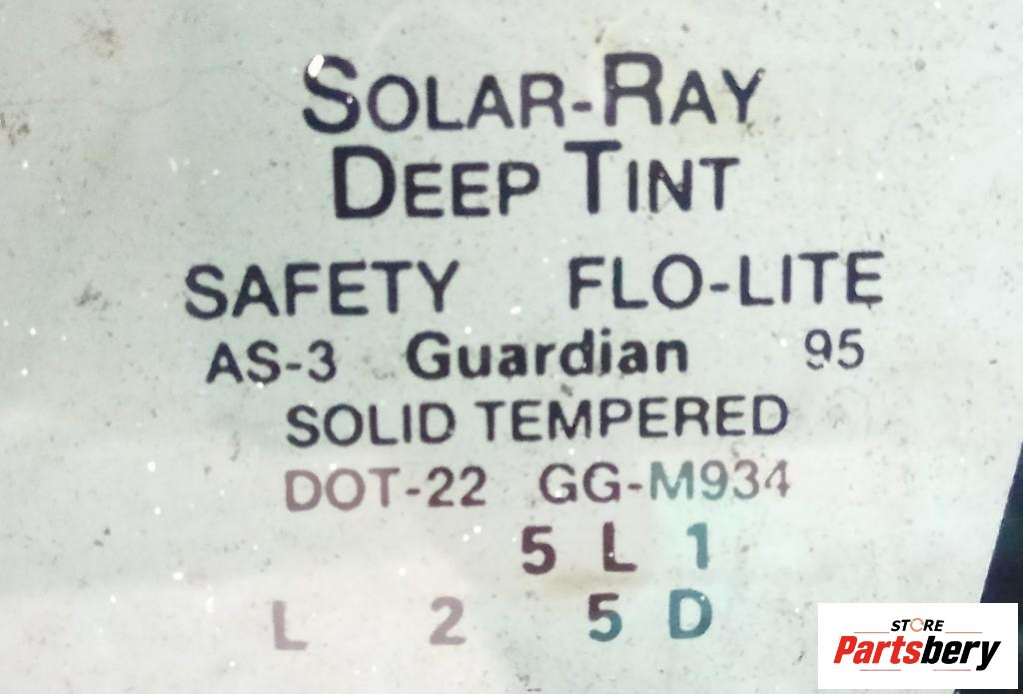 SOLAR-RAY
DEEP TINT
SAFETY FLO-LITE
AS-3 Guardian 95
SOLID TEMPERED
DOT-22 GG-M934
5 L 1
L 2 5 D
STORE
Partsbery